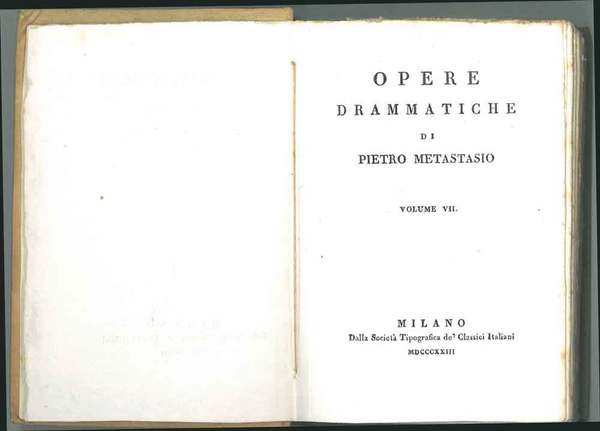 OPERE
DRAMMATICHE
DI
PIETRO METASTASIO
VOLUME VII.
MILANO
Dalla Società Tipografica de' Classici Italiani
MDCCCXXIII